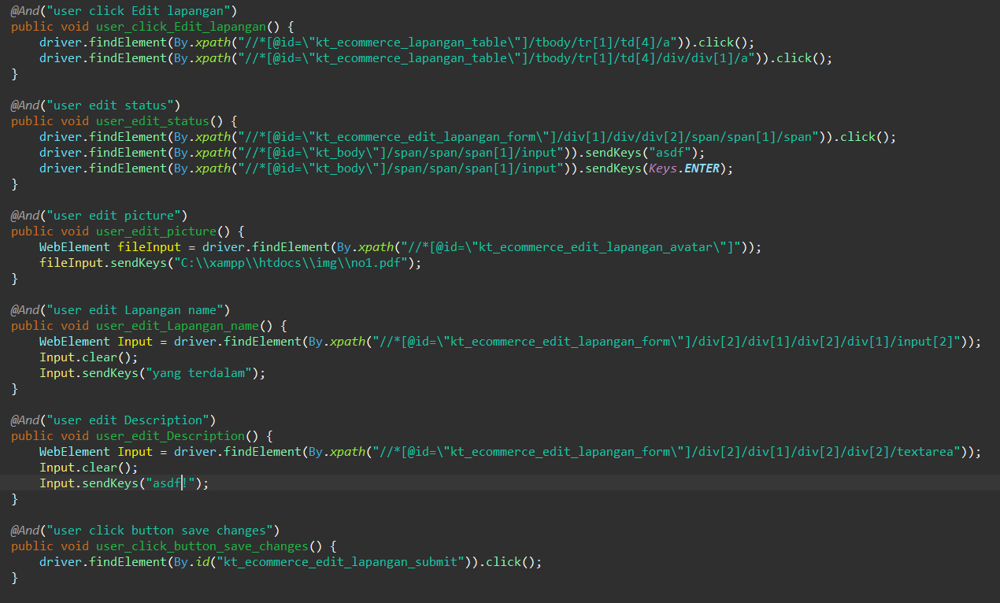 @And("user click Edit lapangan")
public void user_click_Edit_lapangan() {
    driver.findElement(By.xpath("//*[@id=\"kt_ecommerce_lapangan_table\"]/tbody/tr[1]/td[4]/a")).click();
    driver.findElement(By.xpath("//*[@id=\"kt_ecommerce_lapangan_table\"]/tbody/tr[1]/td[4]/div/div[1]/a")).click();
}

@And("user edit status")
public void user_edit_status() {
    driver.findElement(By.xpath("//*[@id=\"kt_ecommerce_edit_lapangan_form\"]/div[1]/div/div[2]/span/span[1]/span")).click();
    driver.findElement(By.xpath("//*[@id=\"kt_body\"]/span/span/span[1]/input")).sendKeys("asdf");
    driver.findElement(By.xpath("//*[@id=\"kt_body\"]/span/span/span[1]/input")).sendKeys(Keys.ENTER);
}

@And("user edit picture")
public void user_edit_picture() {
    WebElement fileInput = driver.findElement(By.xpath("//*[@id=\"kt_ecommerce_edit_lapangan_avatar\"]"));
    fileInput.sendKeys("C:\\xampp\\htdocs\\img\\no1.pdf");
}

@And("user edit Lapangan name")
public void user_edit_Lapangan_name() {
    WebElement Input = driver.findElement(By.xpath("//*[@id=\"kt_ecommerce_edit_lapangan_form\"]/div[2]/div[1]/div[2]/div[1]/input[2]"));
    Input.clear();
    Input.sendKeys("yang terdalam");
}

@And("user edit Description")
public void user_edit_Description() {
    WebElement Input = driver.findElement(By.xpath("//*[@id=\"kt_ecommerce_edit_lapangan_form\"]/div[2]/div[1]/div[2]/div[2]/textarea"));
    Input.clear();
    Input.sendKeys("asdf!");
}

@And("user click button save changes")
public void user_click_button_save_changes() {
    driver.findElement(By.id("kt_ecommerce_edit_lapangan_submit")).click();
}